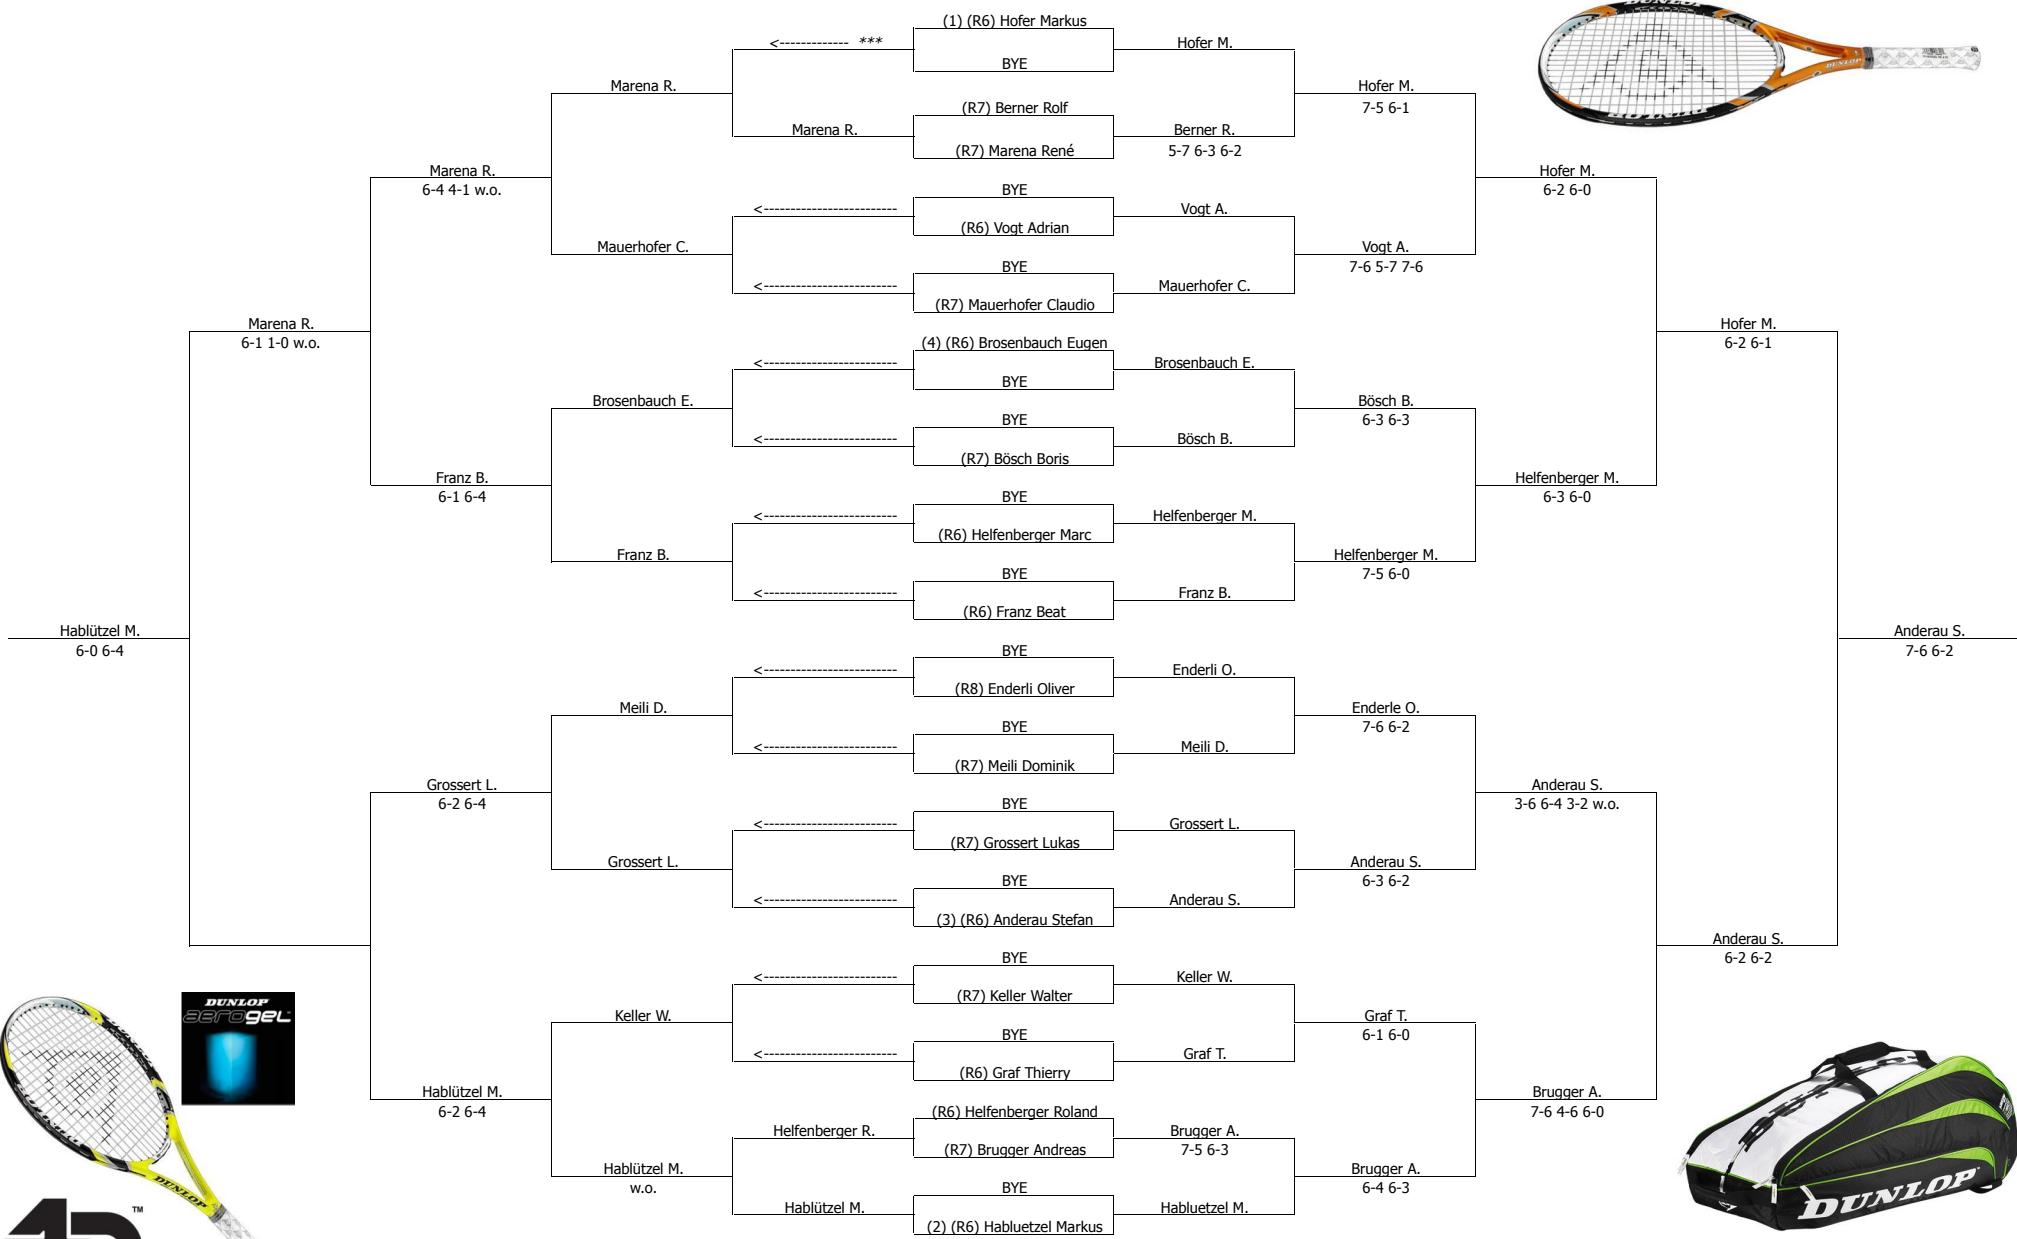 (1) (R6) Hofer Markus
<------------- *** Hofer M.
BYE
Marena R. Hofer M.
(R7) Berner Rolf 7-5 6-1
Marena R. Berner R.
(R7) Marena René 5-7 6-3 6-2
Marena R. Hofer M.
6-4 4-1 w.o. BYE 6-2 6-0
<------------------------- Vogt A.
(R6) Vogt Adrian
Mauerhofer C. Vogt A.
BYE 7-6 5-7 7-6
<------------------------- Mauerhofer C.
(R7) Mauerhofer Claudio
Marena R. Hofer M.
6-1 1-0 w.o. (4) (R6) Brosenbauch Eugen 6-2 6-1
<------------------------- Brosenbauch E.
BYE
Brosenbauch E. Bösch B.
BYE 6-3 6-3
<------------------------- Bösch B.
(R7) Bösch Boris
Franz B. Helfenberger M.
6-1 6-4 BYE 6-3 6-0
<------------------------- Helfenberger M.
(R6) Helfenberger Marc
Franz B. Helfenberger M.
BYE 7-5 6-0
<------------------------- Franz B.
(R6) Franz Beat
Hablützel M. Anderau S.
6-0 6-4 BYE 7-6 6-2
<------------------------- Enderli O.
(R8) Enderli Oliver
Meili D. Enderle O.
BYE 7-6 6-2
<------------------------- Meili D.
(R7) Meili Dominik
Grossert L. Anderau S.
6-2 6-4 BYE 3-6 6-4 3-2 w.o.
<------------------------- Grossert L.
(R7) Grossert Lukas
Grossert L. Anderau S.
BYE 6-3 6-2
<------------------------- Anderau S.
(3) (R6) Anderau Stefan
Anderau S.
BYE 6-2 6-2
<------------------------- Keller W.
(R7) Keller Walter
Keller W. Graf T.
BYE 6-1 6-0
<------------------------- Graf T.
(R6) Graf Thierry
Hablützel M. Brugger A.
6-2 6-4 (R6) Helfenberger Roland 7-6 4-6 6-0
Helfenberger R. Brugger A.
(R7) Brugger Andreas 7-5 6-3
Hablützel M. Brugger A.
w.o. BYE 6-4 6-3
Hablützel M. Habluetzel M.
(2) (R6) Habluetzel Markus
DUNLOP
DUNLOP
aerogel
DUNLOP
DUNLOP
TM